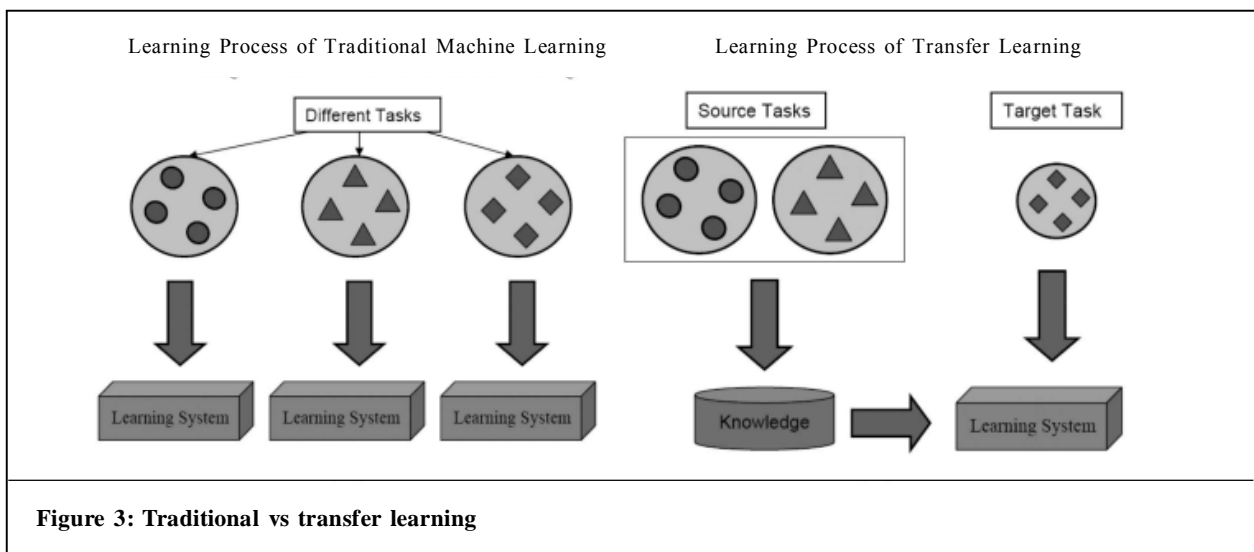 Learning Process of Traditional Machine Learning
Learning Process of Transfer Learning
Different Tasks
Source Tasks
Target Task
Learning System
Learning System
Learning System
Knowledge
Learning System
Figure 3: Traditional vs transfer learning